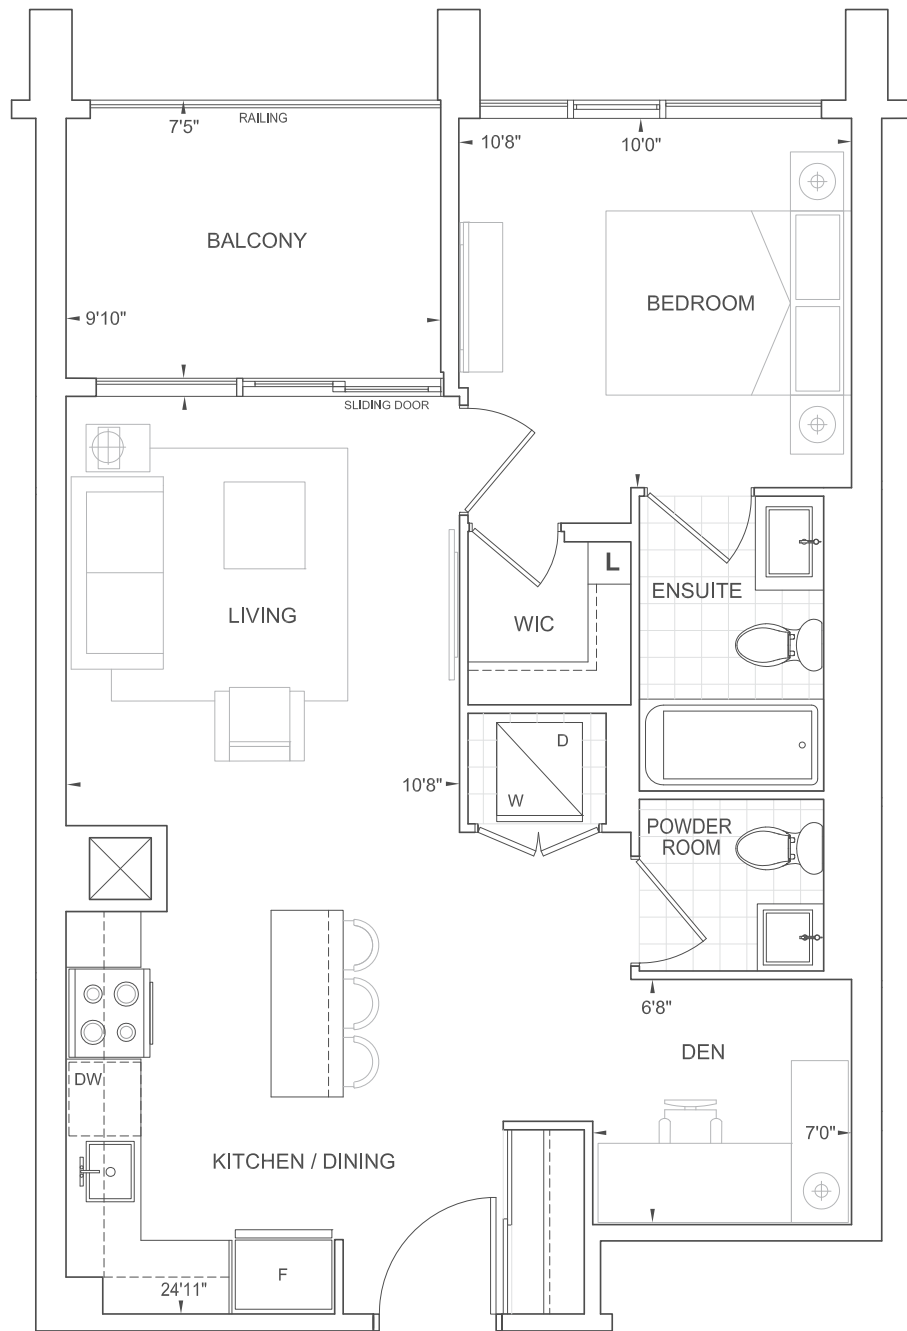 RAILING
7'5"
10'8"
10'0"
BALCONY
BEDROOM
9'10"
SLIDING DOOR
L
ENSUITE
LIVING
WIC
D
10'8"
W
POWDER
ROOM
6'8"
DEN
DW
7'0"
KITCHEN / DINING
F
24'11"